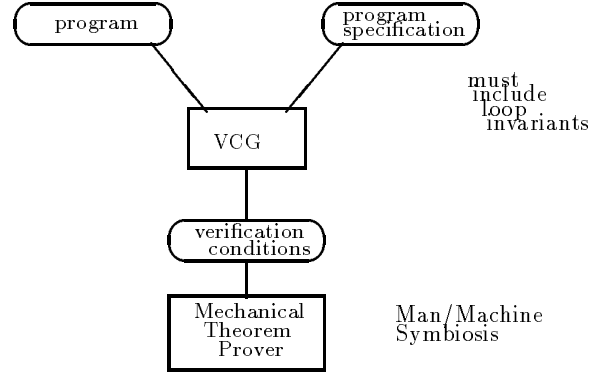 program
program
specification
must
include
loop
invariants
VCG
verification
conditions
Mechanical
Theorem
Prover
Man/Machine
Symbiosis